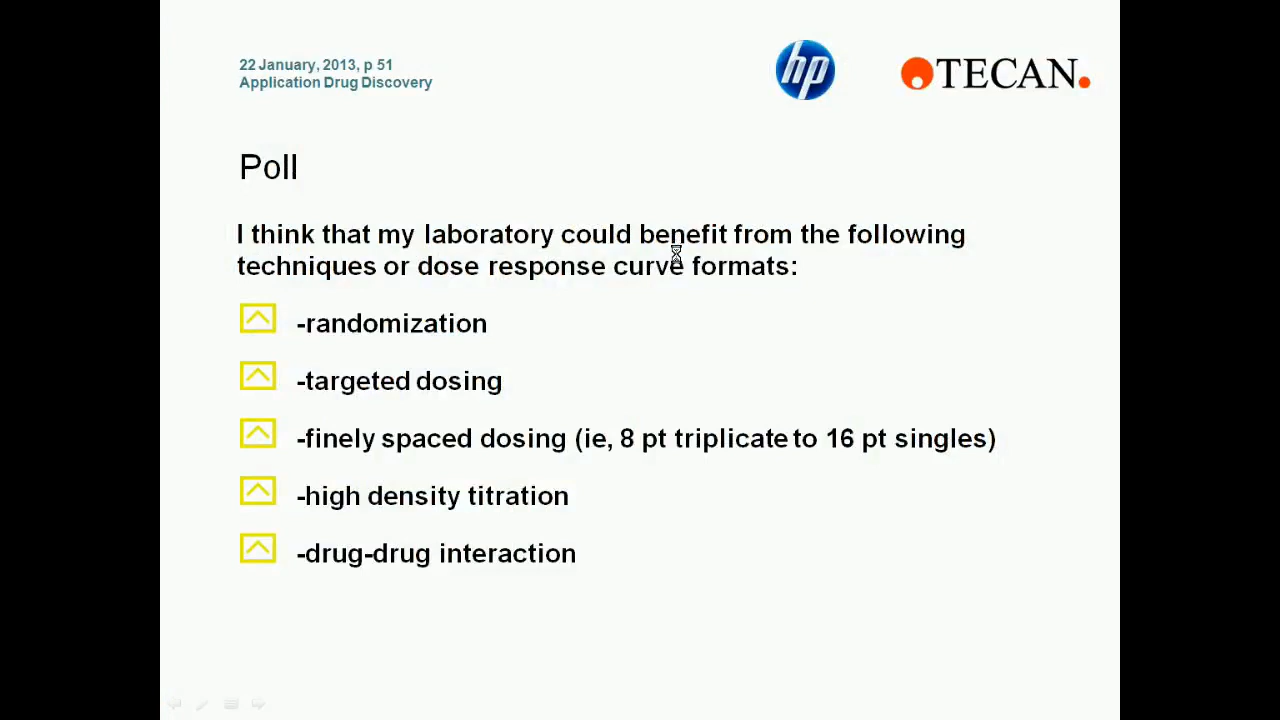 22 January, 2013, p 51
Application Drug Discovery
hp
TECAN.
Poll
I think that my laboratory could benefit from the following
techniques or dose response curve formats:
-randomization
-targeted dosing
-finely spaced dosing (ie, 8 pt triplicate to 16 pt singles)
-high density titration
-drug-drug interaction